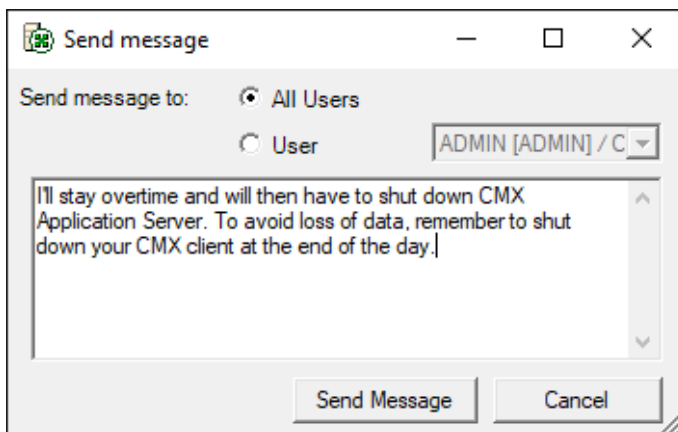 Send message
Send message to: All Users
User ADMIN [ADMIN] / C
I'll stay overtime and will then have to shut down CMX
Application Server. To avoid loss of data, remember to shut
down your CMX client at the end of the day.
Send Message Cancel